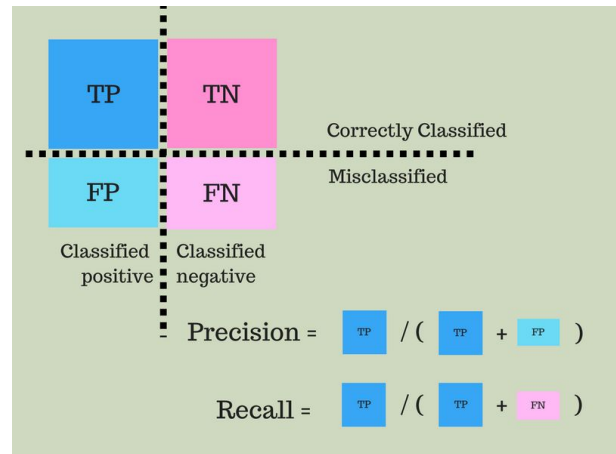 TP TN
Correctly Classified
Misclassified
FP FN
Classified Classified
positive negative
Precision = TP / ( TP + FP )
Recall = TP / ( TP + FN )